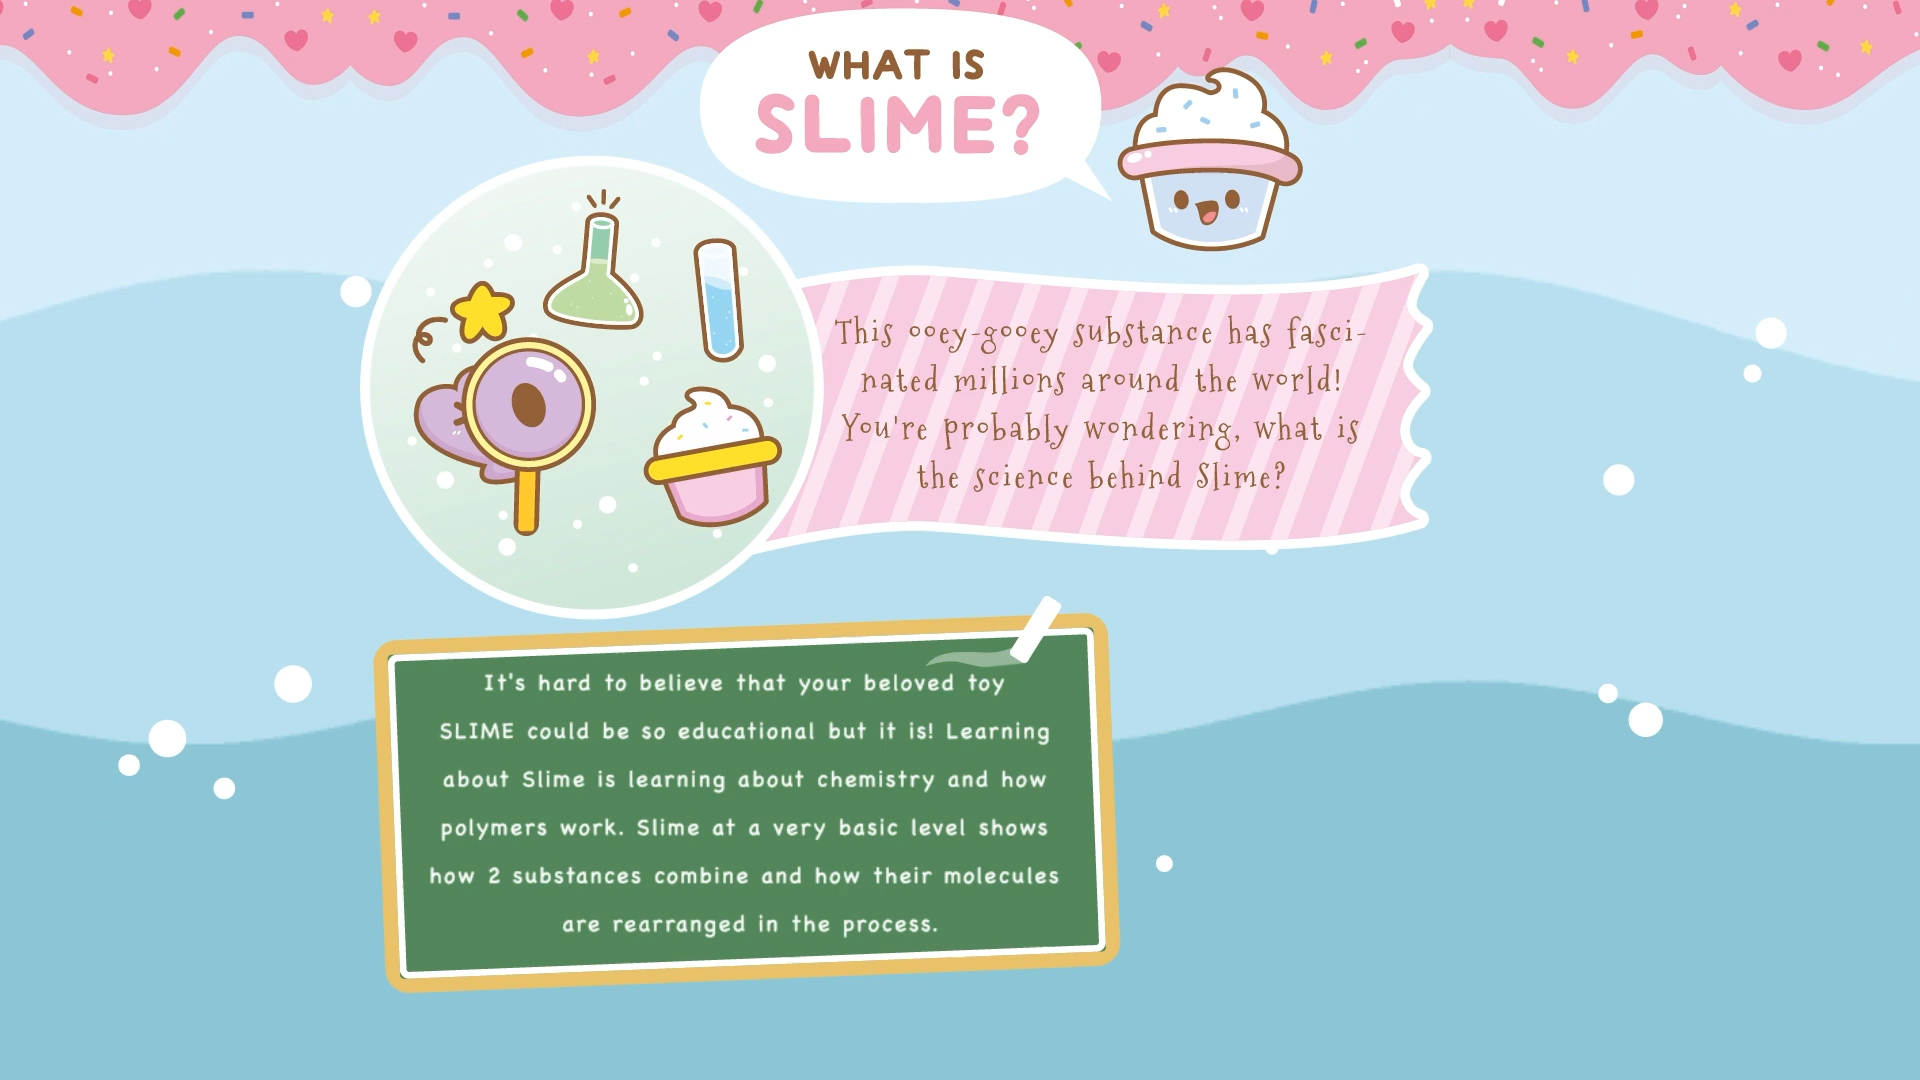 WHAT IS
SLIME?
This ooey-gooey substance has fasci-
nated millions around the world!
You're probably wondering, what is
the science behind Slime?
It's hard to believe that your beloved toy
SLIME could be so educational but it is! Learning
about Slime is learning about chemistry and how
polymers work. Slime at a very basic level shows
how 2 substances combine and how their molecules
are rearranged in the process.